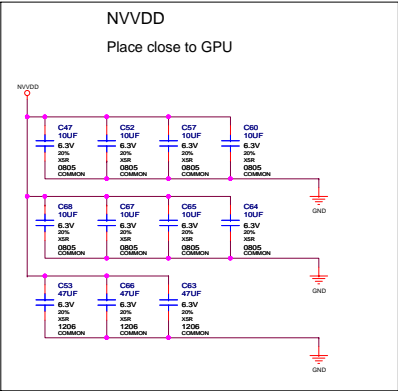 NVVDD
Place close to GPU
NVVDD
C47 C52 C57 C60
10UF 10UF 10UF 10UF
6.3V 6.3V 6.3V 6.3V
20% 20% 20% 20%
X5R X5R X5R X5R
0805 0805 0805 0805
COMMON COMMON COMMON COMMON
GND
C68 C67 C65 C64
10UF 10UF 10UF 10UF
6.3V 6.3V 6.3V 6.3V
20% 20% 20% 20%
X5R X5R X5R X5R
0805 0805 0805 0805
COMMON COMMON COMMON COMMON
GND
C53 C66 C63
47UF 47UF 47UF
6.3V 6.3V 6.3V
20% 20% 20%
X5R X5R X5R
1206 1206 1206
COMMON COMMON COMMON
GND